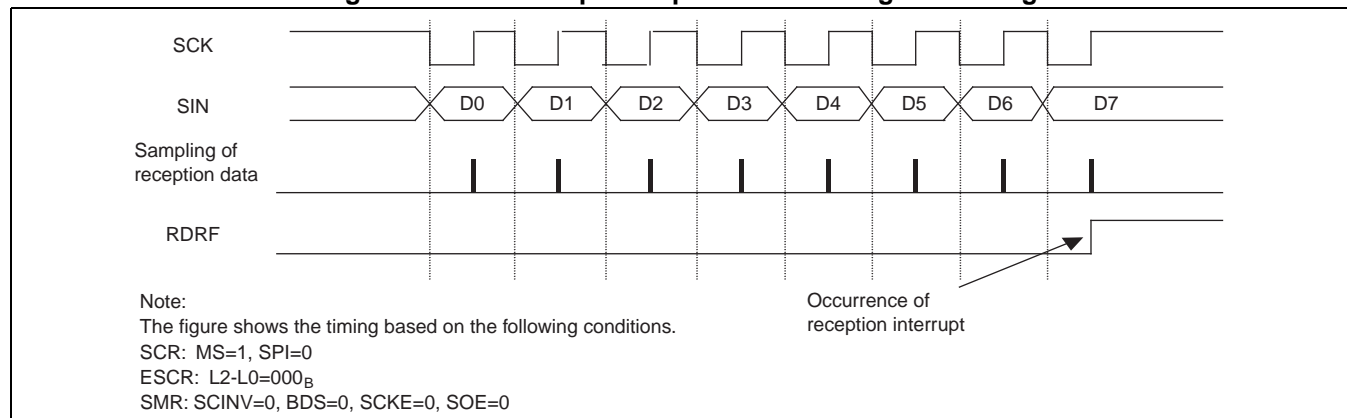 SCK
SIN
D0 D1 D2 D3 D4 D5 D6 D7
Sampling of
reception data
RDRF
Occurrence of
reception interrupt
Note:
The figure shows the timing based on the following conditions.
SCR: MS=1, SPI=0
ESCR: L2-L0=000B
SMR: SCINV=0, BDS=0, SCKE=0, SOE=0